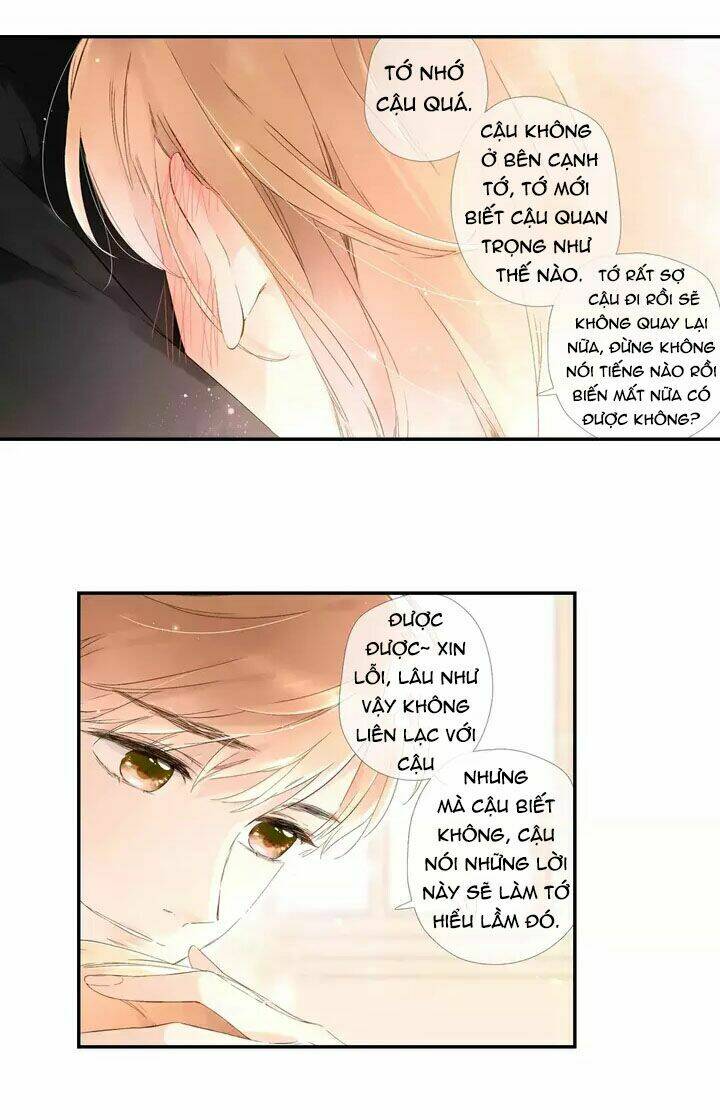 TỚ NHỚ
CẬU QUÁ.
CẬU KHÔNG
Ở BÊN CẠNH
TỚ, TỚ MỚI
BIẾT CẬU QUAN
TRỌNG NHƯ
THẾ NÀO.
TỚ RẤT SỢ
CẬU ĐI RỒI SẼ
KHÔNG QUAY LẠI
NỮA, ĐỪNG KHÔNG
NÓI TIẾNG NÀO RỒI
BIẾN MẤT NỮA CÓ
ĐƯỢC KHÔNG?
ĐƯỢC
ĐƯỢC~ XIN
LỖI, LÂU NHƯ
VẬY KHÔNG
LIÊN LẠC VỚI
CẬU
NHƯNG
MÀ CẬU BIẾT
KHÔNG, CẬU
NÓI NHỮNG LỜI
NÀY SẼ LÀM TỚ
HIỂU LẦM ĐÓ.